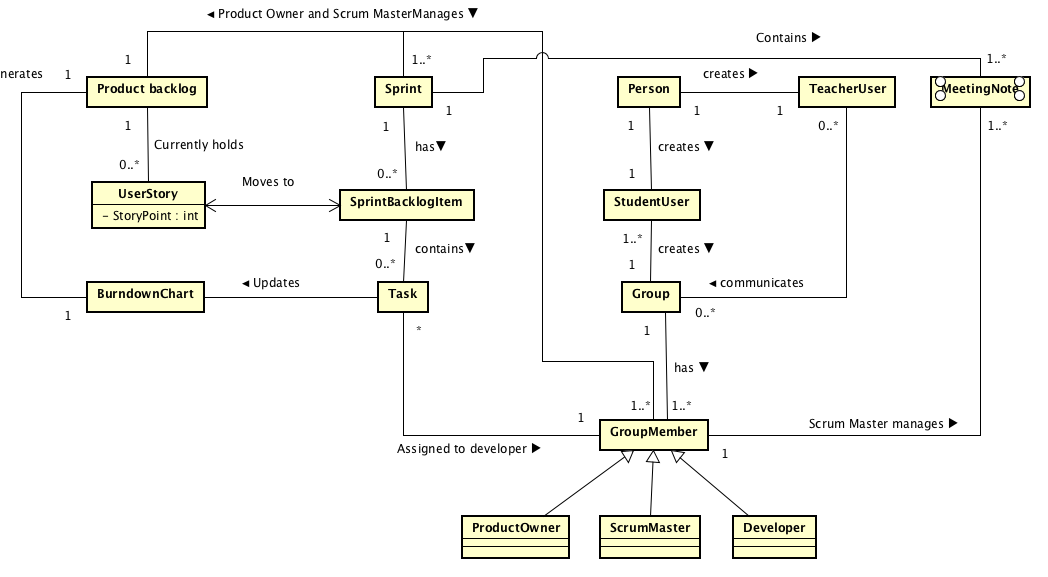 ◄ Product Owner and Scrum MasterManages ▼
Contains ►
1
1..*
1..*
nerates
1
creates ►
Product backlog
Sprint
Person
TeacherUser
MeetingNote
1
1
1
1
1
1
1
0..*
1..*
Currently holds
has▼
creates ▼
0..*
0..*
1
Moves to
UserStory
SprintBacklogItem
StudentUser
- StoryPoint : int
1
1..*
contains▼
creates ▼
0..*
1
◄ Updates
◄ communicates
BurndownChart
Task
Group
1
*
1
0..*
has ▼
1..*
1..*
1
GroupMember
Scrum Master manages ►
Assigned to developer ►
1
ProductOwner
ScrumMaster
Developer